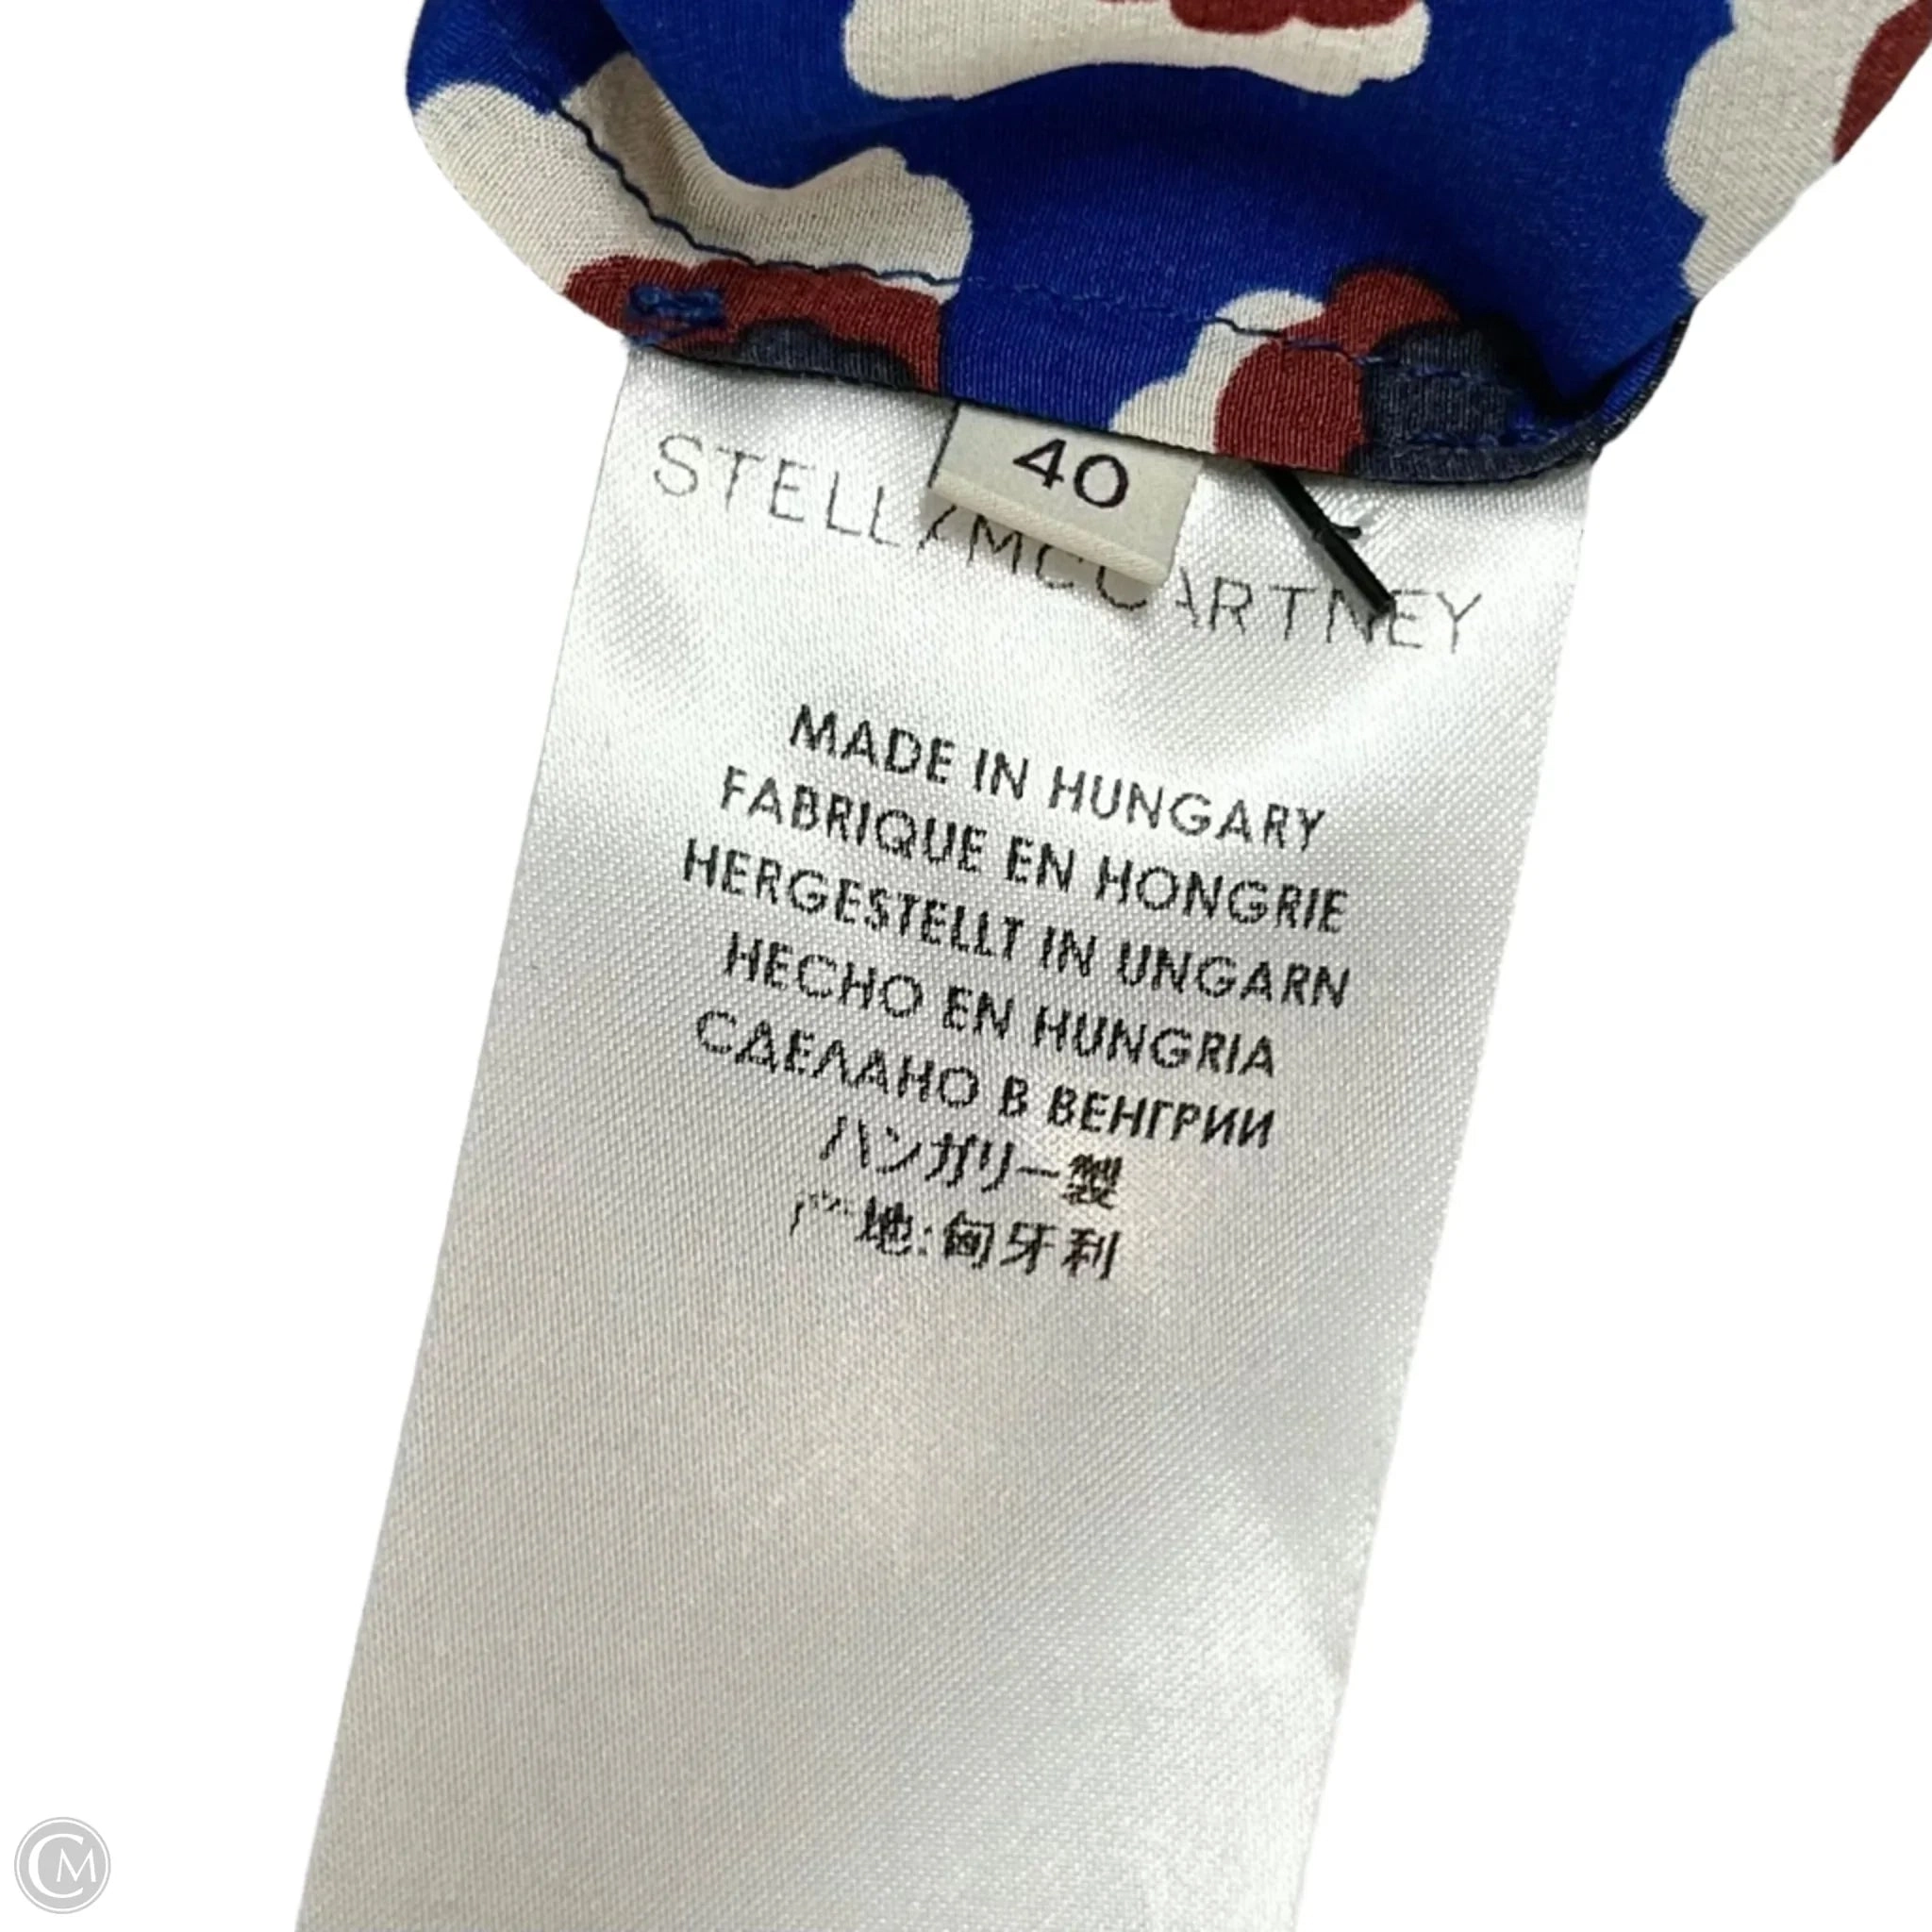 40
STELLA MCCARTNEY
MADE IN HUNGARY
FABRIQUE EN HONGRIE
HERGESTELLT IN UNGARN
HECHO EN HUNGRIA
СДЕЛАНО В ВЕНГРИИ
ハンガリー製
产地:匈牙利
CM